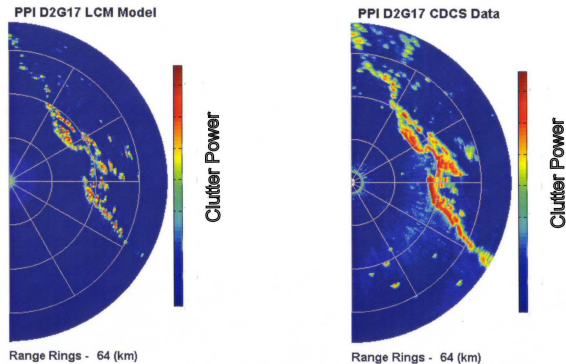 PPI D2G17 LCM Model
PPI D2G17 CDCS Data
Clutter Power
Clutter Power
Range Rings - 64 (km)
Range Rings - 64 (km)